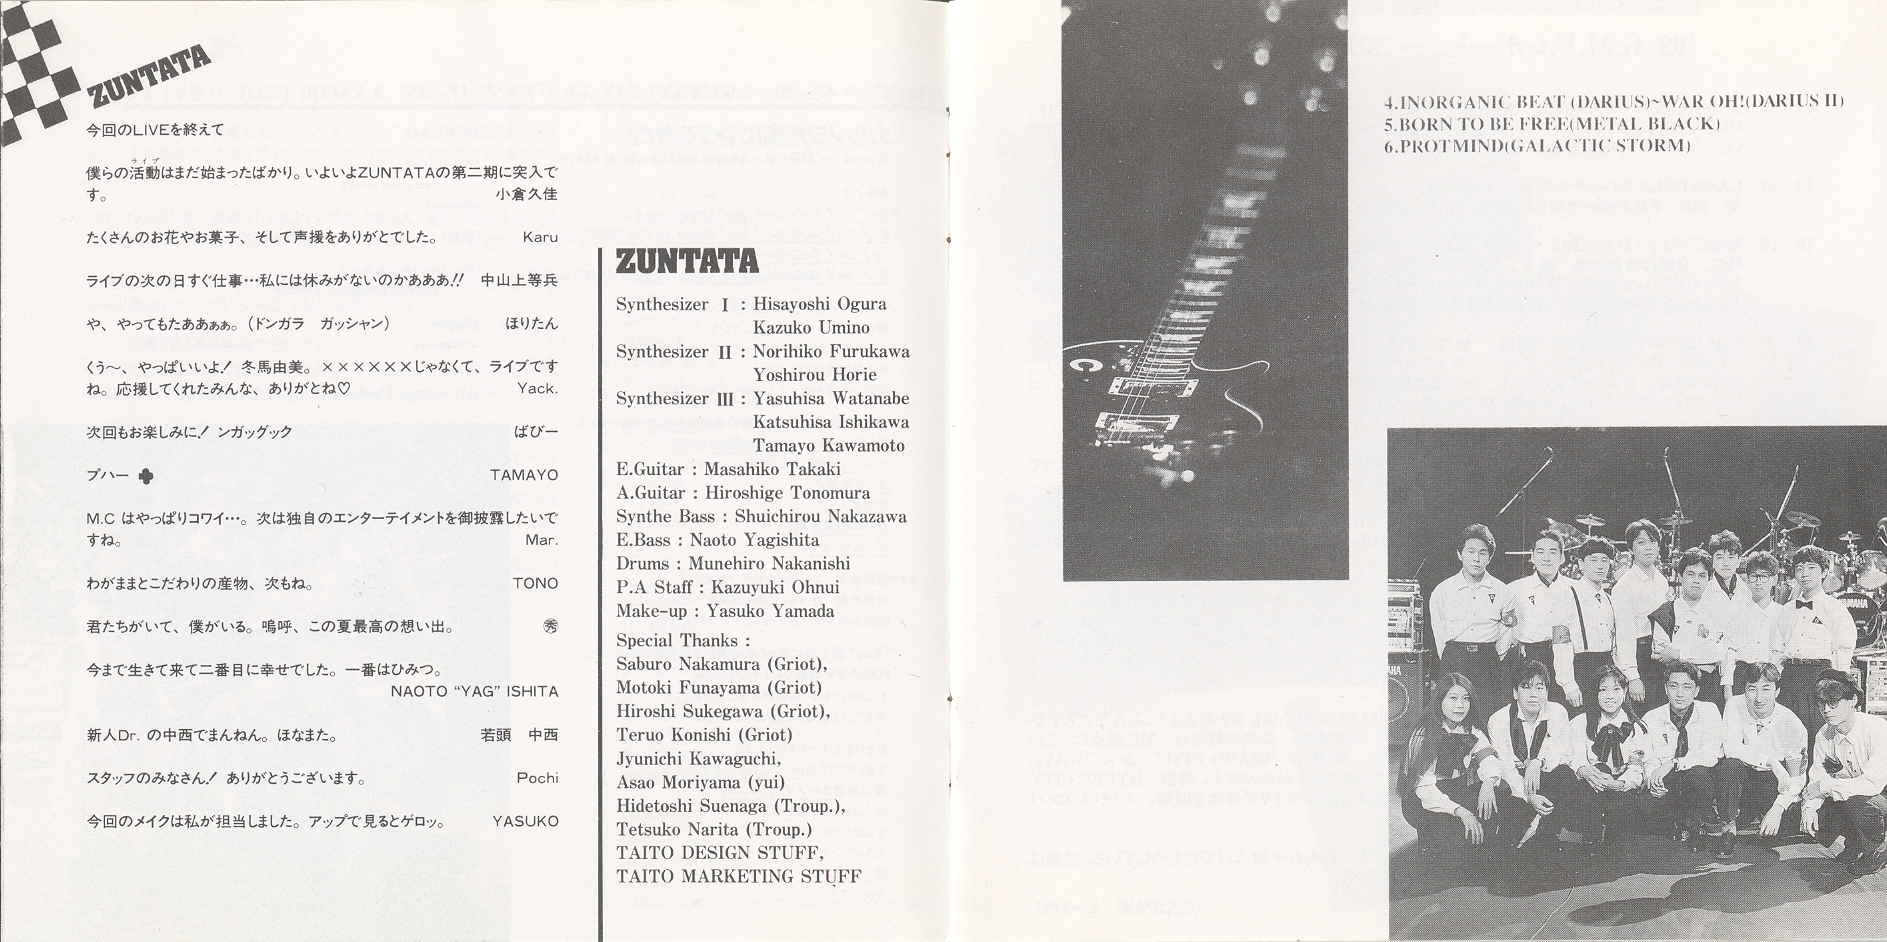 ZUNTATA
今回のLIVEを終えて
ライブ
僕らの活動はまだ始まったばかり。いよいよZUNTATAの第二期に突入で
す。 小倉久佳
たくさんのお花やお菓子、そして声援をありがとでした。 Karu
ライブの次の日すぐ仕事…私には休みがないのかあああ!! 中山上等兵
や、やってもたああぁぁ。(ドンガラ ガッシャン) ほりたん
くう〜、やっぱいいよ! 冬馬由美。××××××じゃなくて、ライブです
ね。応援してくれたみんな、ありがとね♡ Yack.
次回もお楽しみに! ンガッグック ばびー
プハー TAMAYO
M.C はやっぱりコワイ…。次は独自のエンターテイメントを御披露したいで
すね。 Mar.
わがままとこだわりの産物、次もね。 TONO
君たちがいて、僕がいる。嗚呼、この夏最高の想い出。 ㊙
今まで生きて来て二番目に幸せでした。一番はひみつ。
NAOTO “YAG” ISHITA
新人Dr. の中西でまんねん。ほなまた。 若頭 中西
スタッフのみなさん! ありがとうございます。 Pochi
今回のメイクは私が担当しました。アップで見るとゲロッ。 YASUKO
ZUNTATA
Synthesizer I : Hisayoshi Ogura
Kazuko Umino
Synthesizer II : Norihiko Furukawa
Yoshirou Horie
Synthesizer III : Yasuhisa Watanabe
Katsuhisa Ishikawa
Tamayo Kawamoto
E.Guitar : Masahiko Takaki
A.Guitar : Hiroshige Tonomura
Synthe Bass : Shuichirou Nakazawa
E.Bass : Naoto Yagishita
Drums : Munehiro Nakanishi
P.A Staff : Kazuyuki Ohnui
Make-up : Yasuko Yamada
Special Thanks :
Saburo Nakamura (Griot),
Motoki Funayama (Griot)
Hiroshi Sukegawa (Griot),
Teruo Konishi (Griot)
Jyunichi Kawaguchi,
Asao Moriyama (yui)
Hidetoshi Suenaga (Troup.),
Tetsuko Narita (Troup.)
TAITO DESIGN STUFF,
TAITO MARKETING STUFF
4.INORGANIC BEAT (DARIUS)~WAR OH!(DARIUS II)
5.BORN TO BE FREE(METAL BLACK)
6.PROTMIND(GALACTIC STORM)
YAMAHA